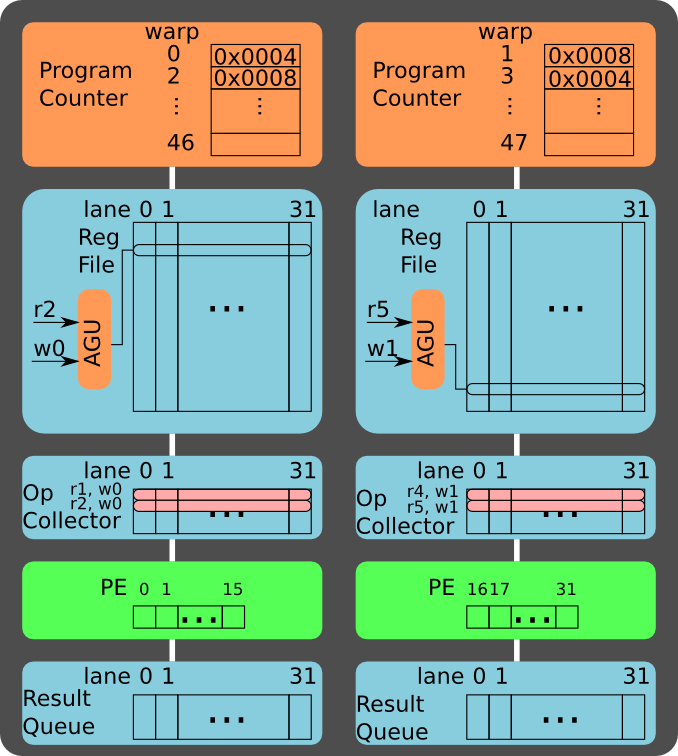 warp
0 0x0004
Program 2 0x0008
Counter ⋮ ⋮
46
lane 0 1 31
Reg
File
...
r2
w0
AGU
lane 0 1 31
Op r1, w0
r2, w0
Collector ...
PE 0 1 15
...
lane 0 1 31
Result
Queue ...
warp
1 0x0008
Program 3 0x0004
Counter ⋮ ⋮
47
lane 0 1 31
Reg
File
...
r5
w1
AGU
lane 0 1 31
Op r4, w1
r5, w1
Collector ...
PE 16 17 31
...
lane 0 1 31
Result
Queue ...